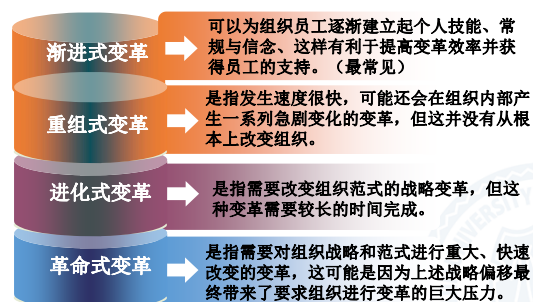 渐进式变革
可以为组织员工逐渐建立起个人技能、常
规与信念、这样有利于提高变革效率并获
得员工的支持。（最常见）
重组式变革
是指发生速度很快，可能还会在组织内部产
生一系列急剧变化的变革，但这并没有从根
本上改变组织。
进化式变革
是指需要改变组织范式的战略变革，但这
种变革需要较长的时间完成。
革命式变革
是指需要对组织战略和范式进行重大、快速
改变的变革，这可能是因为上述战略偏移最
终带来了要求组织进行变革的巨大压力。